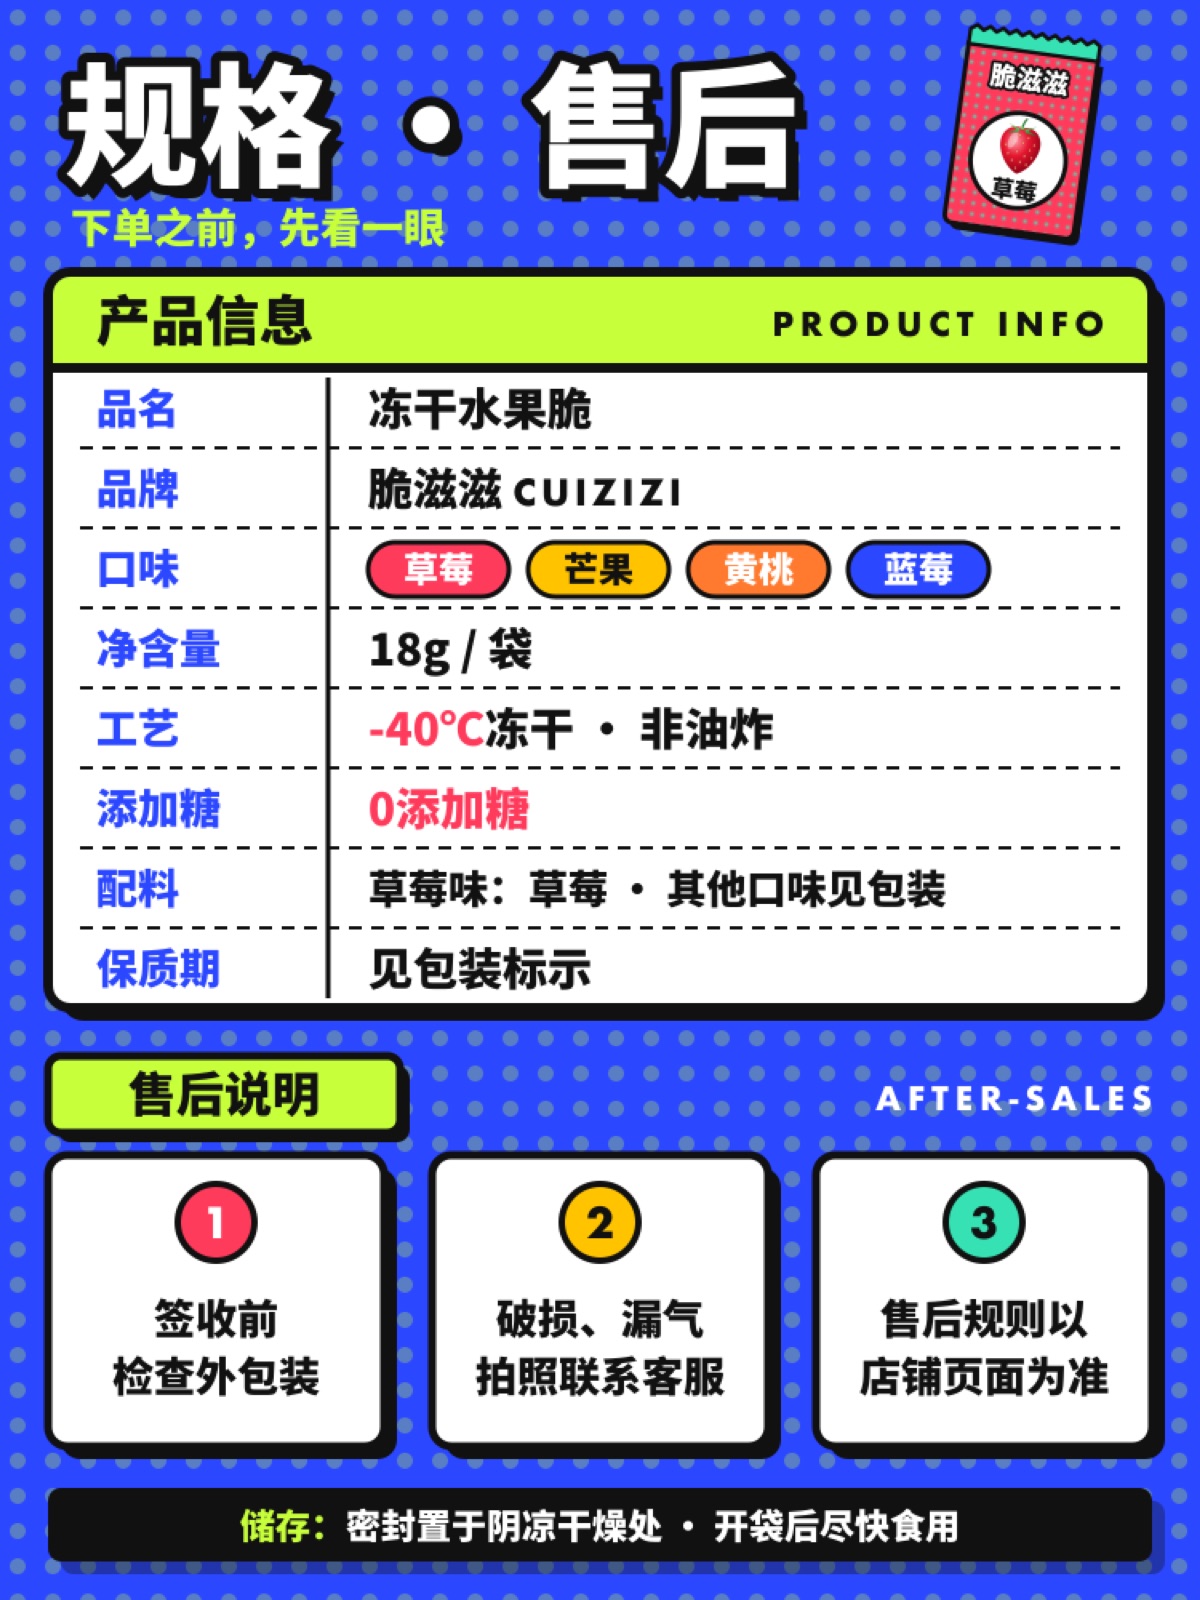 规格 · 售后
脆滋滋
草莓
下单之前，先看一眼
产品信息 PRODUCT INFO
品名 冻干水果脆
品牌 脆滋滋 CUIZIZI
口味 草莓 芒果 黄桃 蓝莓
净含量 18g / 袋
工艺 -40℃冻干 · 非油炸
添加糖 0添加糖
配料 草莓味：草莓 · 其他口味见包装
保质期 见包装标示
售后说明 AFTER-SALES
1
签收前
检查外包装
2
破损、漏气
拍照联系客服
3
售后规则以
店铺页面为准
储存：密封置于阴凉干燥处 · 开袋后尽快食用